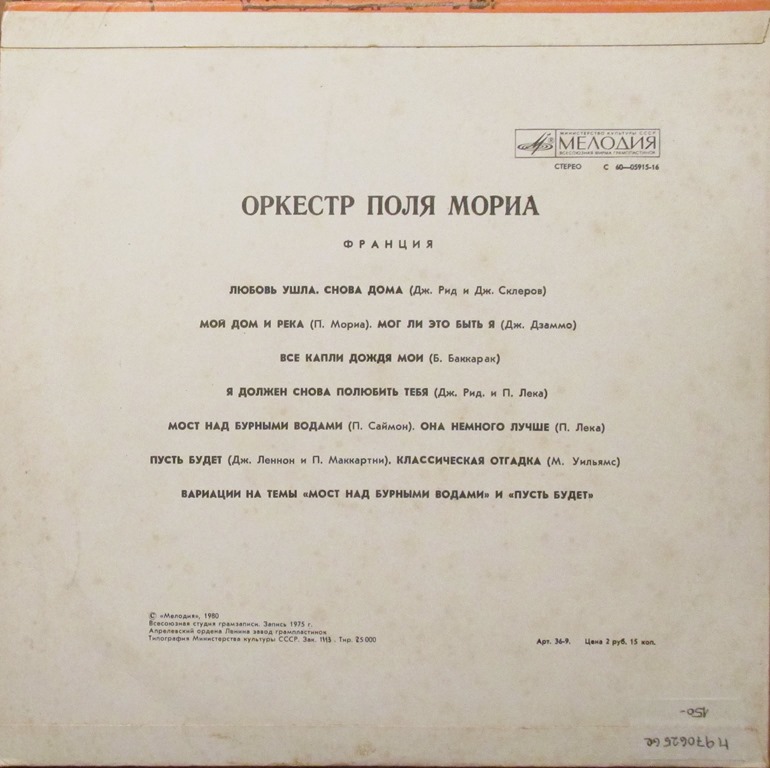 МИНИСТЕРСТВО КУЛЬТУРЫ СССР
МЕЛОДИЯ
ВСЕСОЮЗНАЯ ФИРМА ГРАМПЛАСТИНОК
СТЕРЕО С 60—05915-16
ОРКЕСТР ПОЛЯ МОРИА
ФРАНЦИЯ
ЛЮБОВЬ УШЛА. СНОВА ДОМА (Дж. Рид и Дж. Склеров)
МОЙ ДОМ И РЕКА (П. Мориа). МОГ ЛИ ЭТО БЫТЬ Я (Дж. Дзаммо)
ВСЕ КАПЛИ ДОЖДЯ МОИ (Б. Баккарак)
Я ДОЛЖЕН СНОВА ПОЛЮБИТЬ ТЕБЯ (Дж. Рид. и П. Лека)
МОСТ НАД БУРНЫМИ ВОДАМИ (П. Саймон). ОНА НЕМНОГО ЛУЧШЕ (П. Лека)
ПУСТЬ БУДЕТ (Дж. Леннон и П. Маккартни). КЛАССИЧЕСКАЯ ОТГАДКА (М. Уильямс)
ВАРИАЦИИ НА ТЕМЫ «МОСТ НАД БУРНЫМИ ВОДАМИ» И «ПУСТЬ БУДЕТ»
© «Мелодия», 1980
Всесоюзная студия грамзаписи. Запись 1975 г.
Апрелевский ордена Ленина завод грампластинок
Типография Министерства культуры СССР. Зак. 1113. Тир. 25 000
Арт. 36-9. Цена 2 руб. 15 коп.
150-